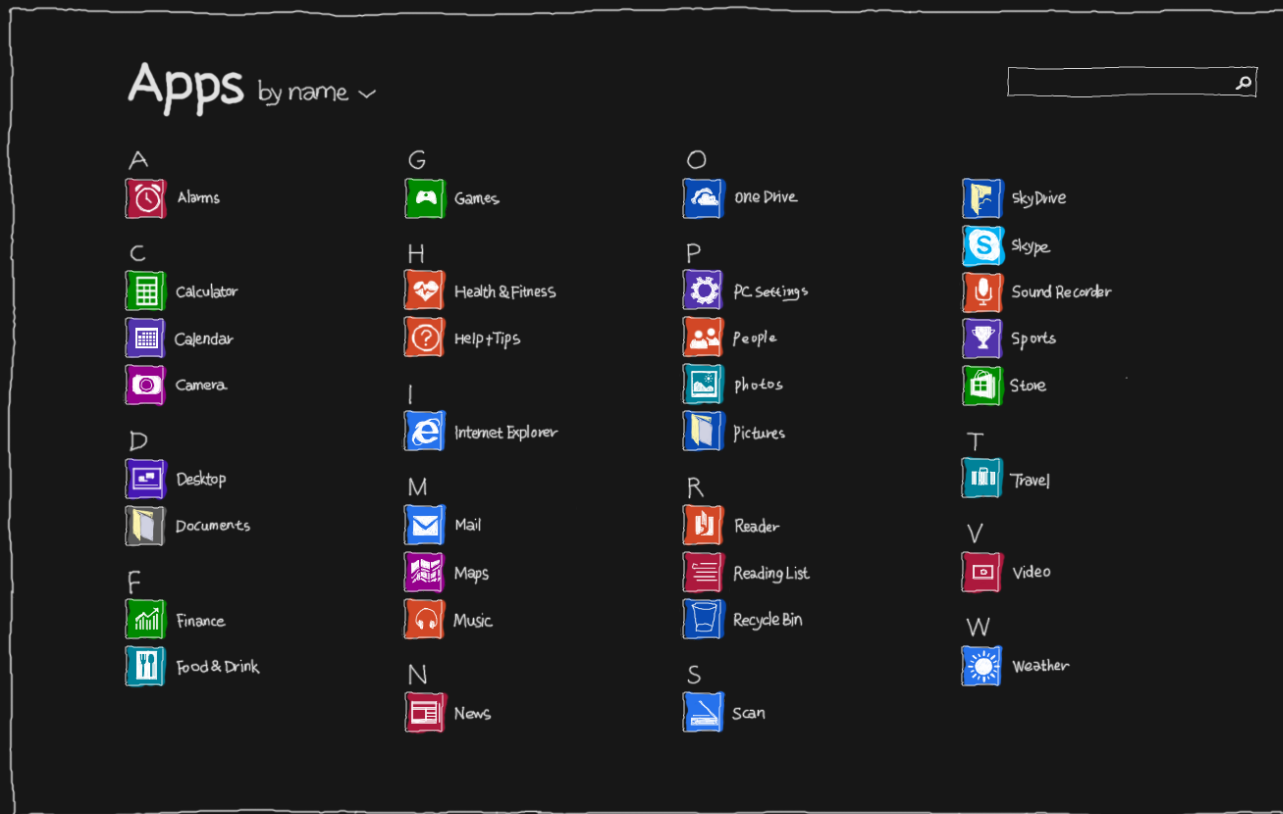 Apps by name
A
Alarms
C
Calculator
Calendar
Camera
D
Desktop
Documents
F
Finance
Food & Drink
G
Games
H
Health & Fitness
Help+Tips
I
Internet Explorer
M
Mail
Maps
Music
N
News
O
OneDrive
P
PC Settings
People
Photos
Pictures
R
Reader
Reading List
Recycle Bin
S
Scan
SkyDrive
Skype
Sound Recorder
Sports
Store
T
Travel
V
Video
W
Weather